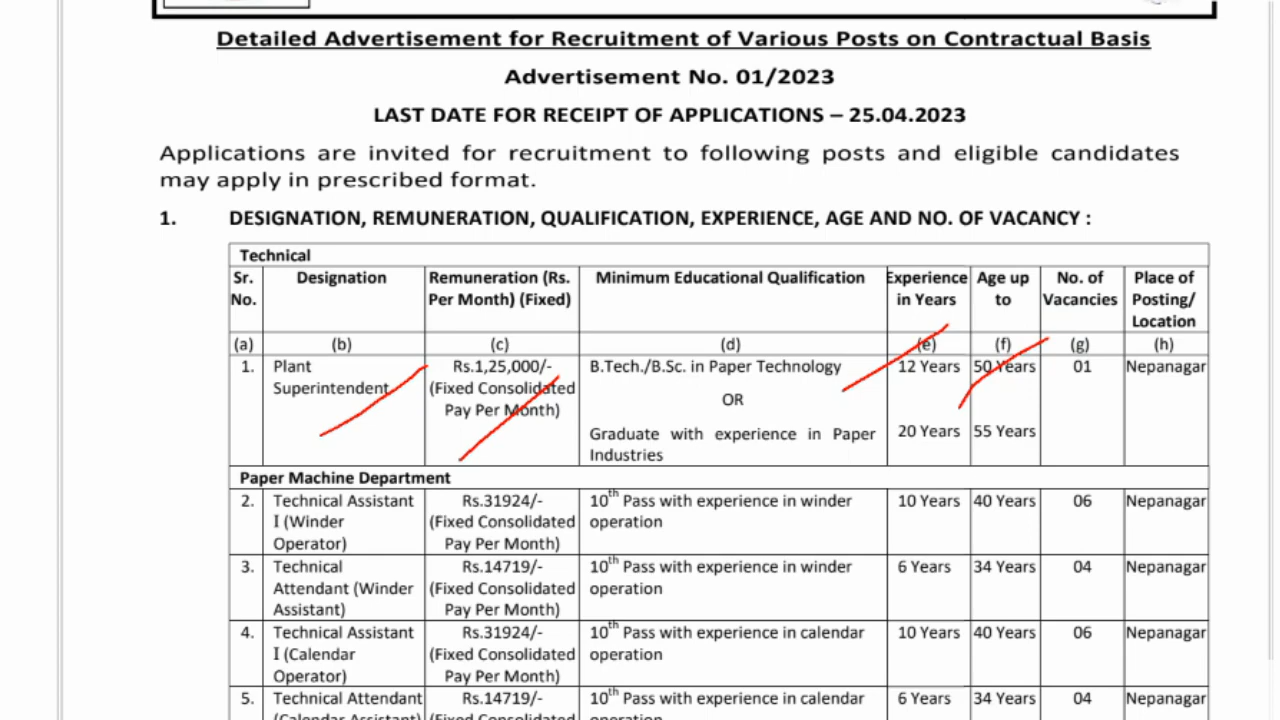 Detailed Advertisement for Recruitment of Various Posts on Contractual Basis
Advertisement No. 01/2023
LAST DATE FOR RECEIPT OF APPLICATIONS – 25.04.2023
Applications are invited for recruitment to following posts and eligible candidates
may apply in prescribed format.
1. DESIGNATION, REMUNERATION, QUALIFICATION, EXPERIENCE, AGE AND NO. OF VACANCY :
Technical
Sr. Designation Remuneration (Rs. Minimum Educational Qualification Experience Age up No. of Place of
No. Per Month) (Fixed) in Years to Vacancies Posting/
Location
(a) (b) (c) (d) (e) (f) (g) (h)
1. Plant Rs.1,25,000/- B.Tech./B.Sc. in Paper Technology 12 Years 50 Years 01 Nepanagar
Superintendent (Fixed Consolidated OR
Pay Per Month)
Graduate with experience in Paper 20 Years 55 Years
Industries
Paper Machine Department
2. Technical Assistant Rs.31924/- 10th Pass with experience in winder 10 Years 40 Years 06 Nepanagar
I (Winder (Fixed Consolidated operation
Operator) Pay Per Month)
3. Technical Rs.14719/- 10th Pass with experience in winder 6 Years 34 Years 04 Nepanagar
Attendant (Winder (Fixed Consolidated operation
Assistant) Pay Per Month)
4. Technical Assistant Rs.31924/- 10th Pass with experience in calendar 10 Years 40 Years 06 Nepanagar
I (Calendar (Fixed Consolidated operation
Operator) Pay Per Month)
5. Technical Attendant Rs.14719/- 10th Pass with experience in calendar 6 Years 34 Years 04 Nepanagar
(Calendar Assistant) (Fixed Consolidated operation